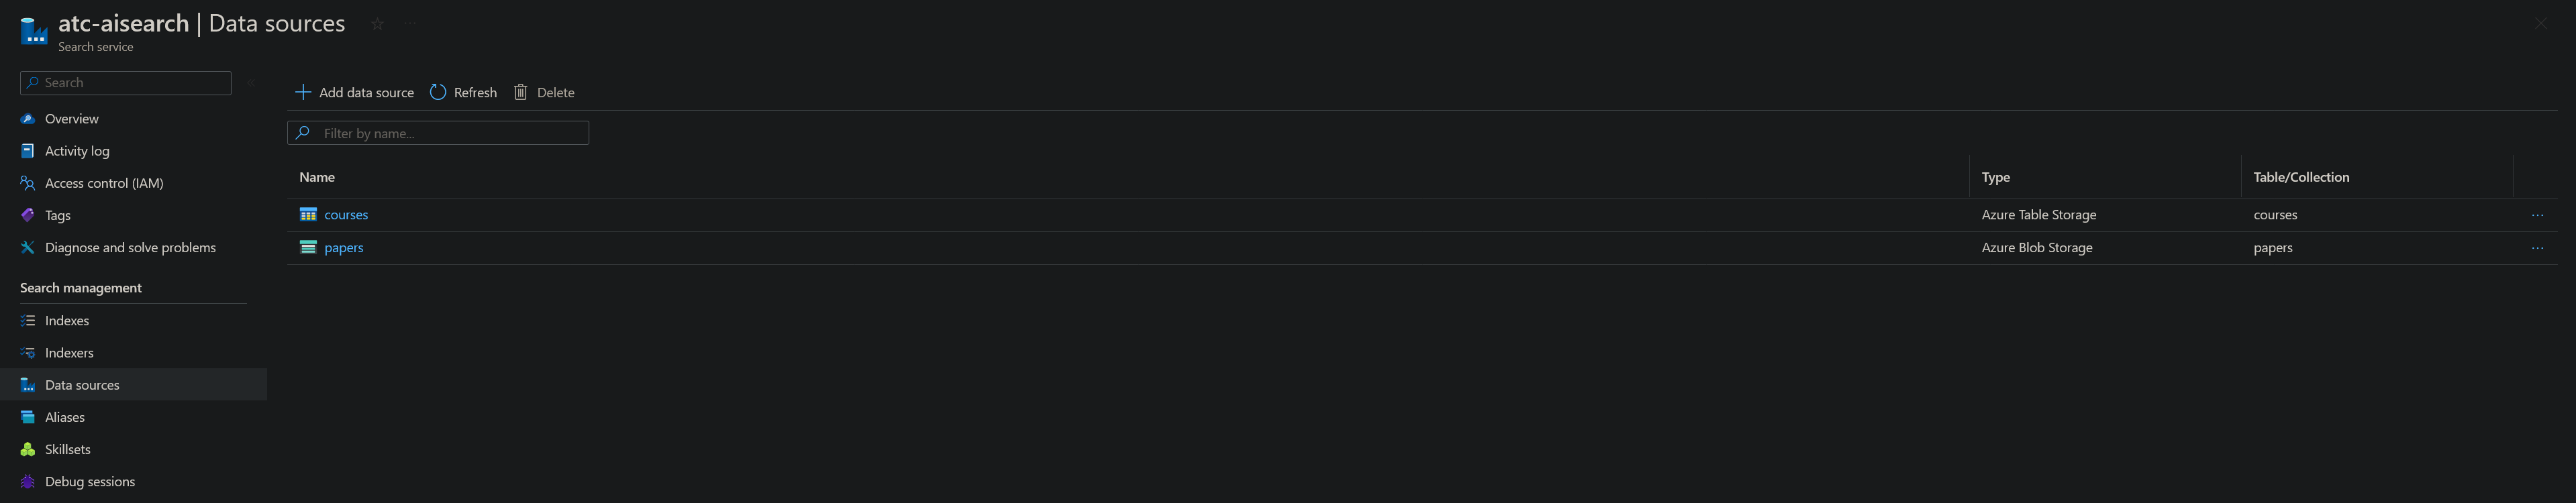 atc-aisearch | Data sources
Search service
Search
Add data source
Refresh
Delete
Filter by name...
Overview
Activity log
Access control (IAM)
Tags
Diagnose and solve problems
Search management
Indexes
Indexers
Data sources
Aliases
Skillsets
Debug sessions
Name Type Table/Collection
courses Azure Table Storage courses
papers Azure Blob Storage papers